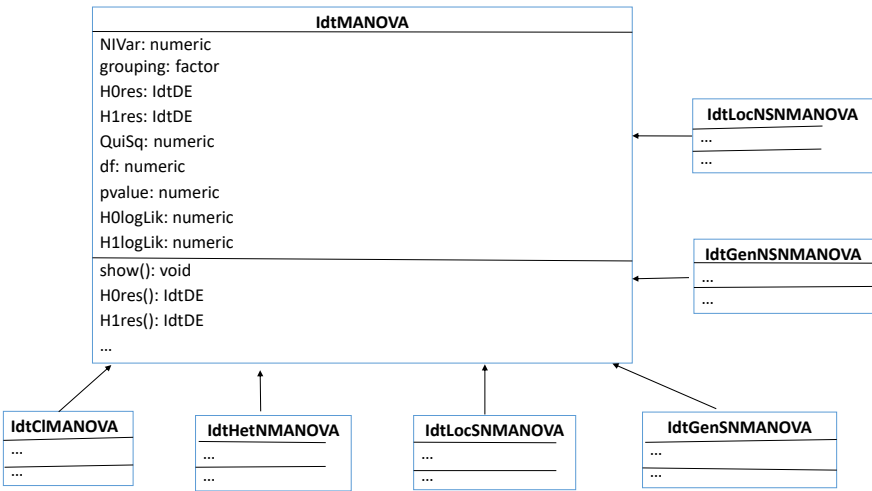 IdtMANOVA
NIVar: numeric
grouping: factor
H0res: IdtDE
H1res: IdtDE
QuiSq: numeric
df: numeric
pvalue: numeric
H0logLik: numeric
H1logLik: numeric
show(): void
H0res(): IdtDE
H1res(): IdtDE
...
IdtLocNSNMANOVA
...
...
IdtGenNSNMANOVA
...
...
IdtClMANOVA
...
...
IdtHetNMANOVA
...
...
IdtLocSNMANOVA
...
...
IdtGenSNMANOVA
...
...